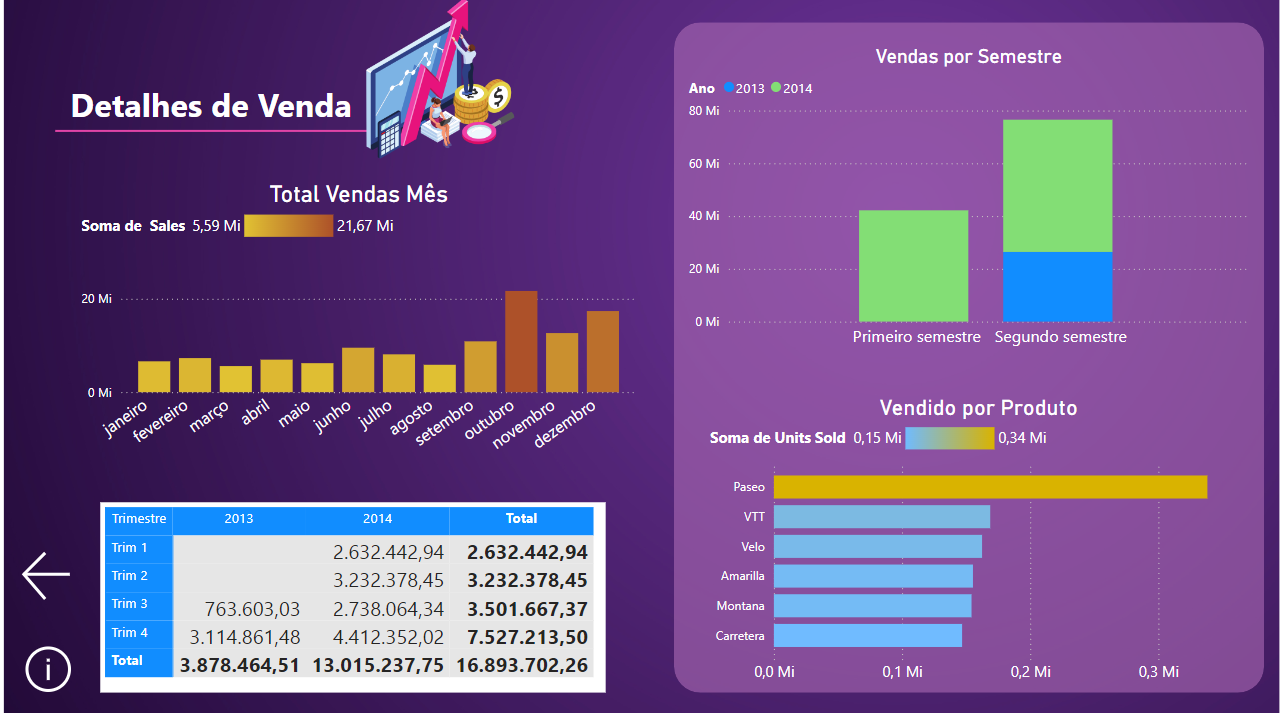 Detalhes de Venda
Total Vendas Mês
Soma de Sales 5,59 Mi 21,67 Mi
20 Mi
0 Mi
janeiro
fevereiro
março
abril
maio
junho
julho
agosto
setembro
outubro
novembro
dezembro
Trimestre 2013 2014 Total
Trim 1 2.632.442,94 2.632.442,94
Trim 2 3.232.378,45 3.232.378,45
Trim 3 763.603,03 2.738.064,34 3.501.667,37
Trim 4 3.114.861,48 4.412.352,02 7.527.213,50
Total 3.878.464,51 13.015.237,75 16.893.702,26
Vendas por Semestre
Ano 2013 2014
80 Mi
60 Mi
40 Mi
20 Mi
0 Mi
Primeiro semestre Segundo semestre
Vendido por Produto
Soma de Units Sold 0,15 Mi 0,34 Mi
Paseo
VTT
Velo
Amarilla
Montana
Carretera
0,0 Mi 0,1 Mi 0,2 Mi 0,3 Mi